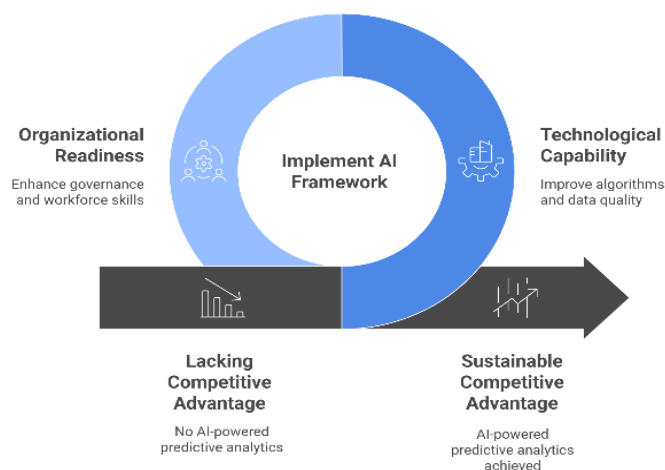 Organizational
Readiness
Enhance governance
and workforce skills
Implement AI
Framework
Technological
Capability
Improve algorithms
and data quality
Lacking
Competitive
Advantage
No AI-powered
predictive analytics
Sustainable
Competitive
Advantage
AI-powered
predictive analytics
achieved